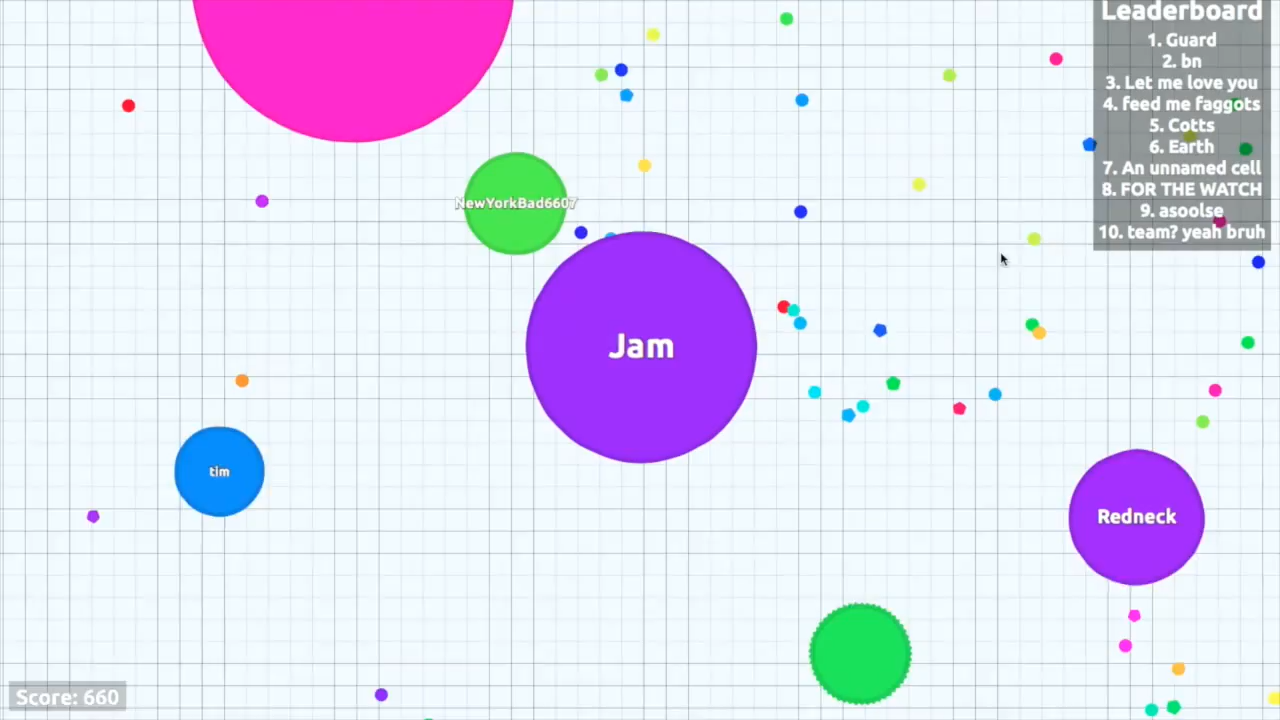 Leaderboard
1. Guard
2. bn
3. Let me love you
4. feed me faggots
5. Cotts
6. Earth
7. An unnamed cell
8. FOR THE WATCH
9. asoolse
10. team? yeah bruh
NewYorkBad6607
Jam
tim
Redneck
Score: 660